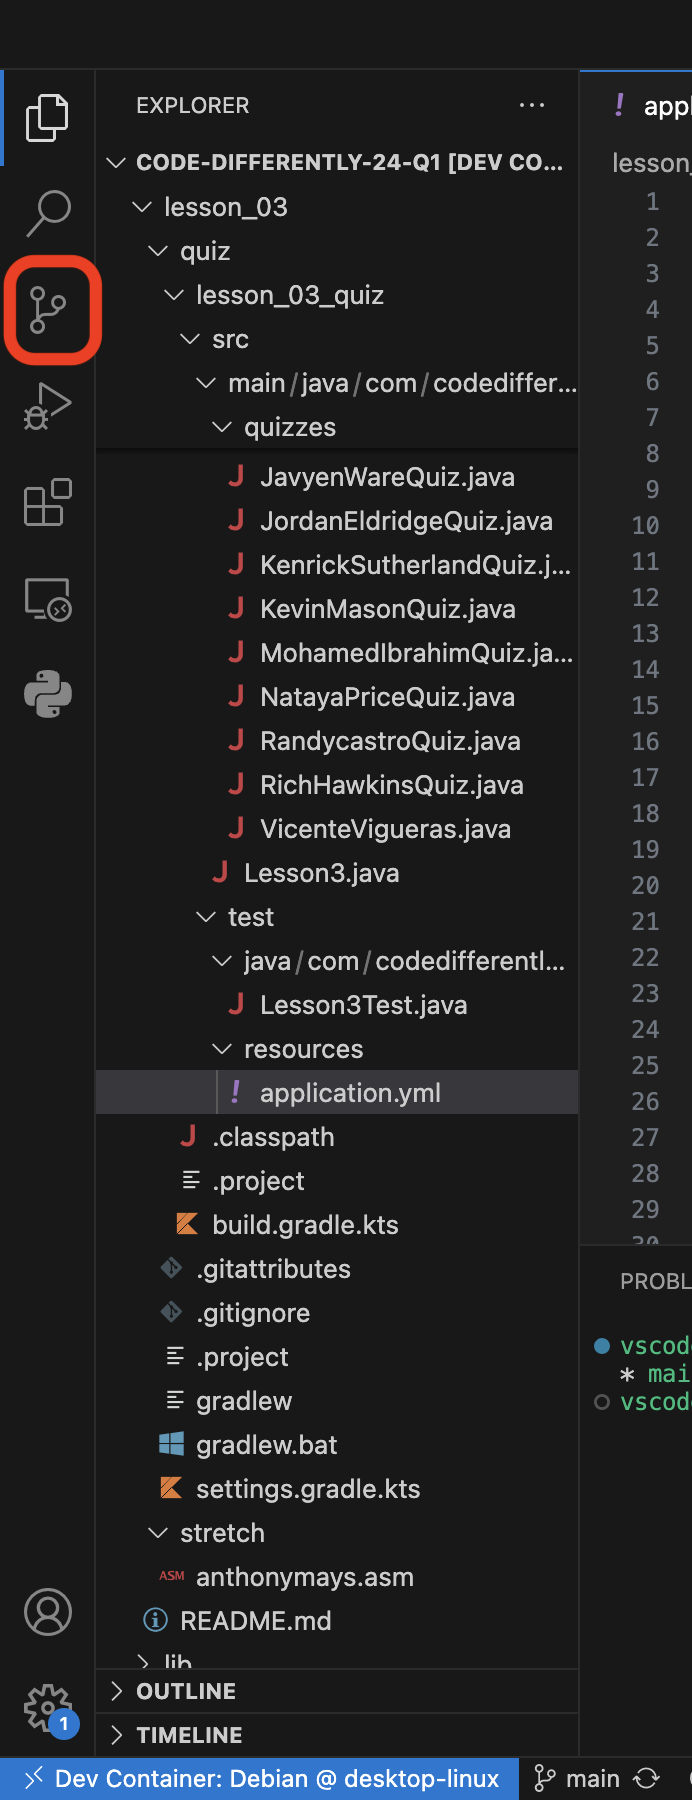 EXPLORER
! appl
CODE-DIFFERENTLY-24-Q1 [DEV CO...
lesson_
lesson_03
quiz
lesson_03_quiz
src
main/java/com/codediffer...
quizzes
J JavyenWareQuiz.java
J JordanEldridgeQuiz.java
J KenrickSutherlandQuiz.j...
J KevinMasonQuiz.java
J MohamedIbrahimQuiz.ja...
J NatayaPriceQuiz.java
J RandycastroQuiz.java
J RichHawkinsQuiz.java
J VicenteVigueras.java
J Lesson3.java
test
java/com/codedifferentl...
J Lesson3Test.java
resources
! application.yml
J .classpath
.project
build.gradle.kts
.gitattributes
.gitignore
.project
gradlew
gradlew.bat
settings.gradle.kts
stretch
ASM anthonymays.asm
README.md
lib
OUTLINE
TIMELINE
1
2
3
4
5
6
7
8
9
10
11
12
13
14
15
16
17
18
19
20
21
22
23
24
25
26
27
28
29
30
PROBL
vscod
* mai
vscod
1
Dev Container: Debian @ desktop-linux
main